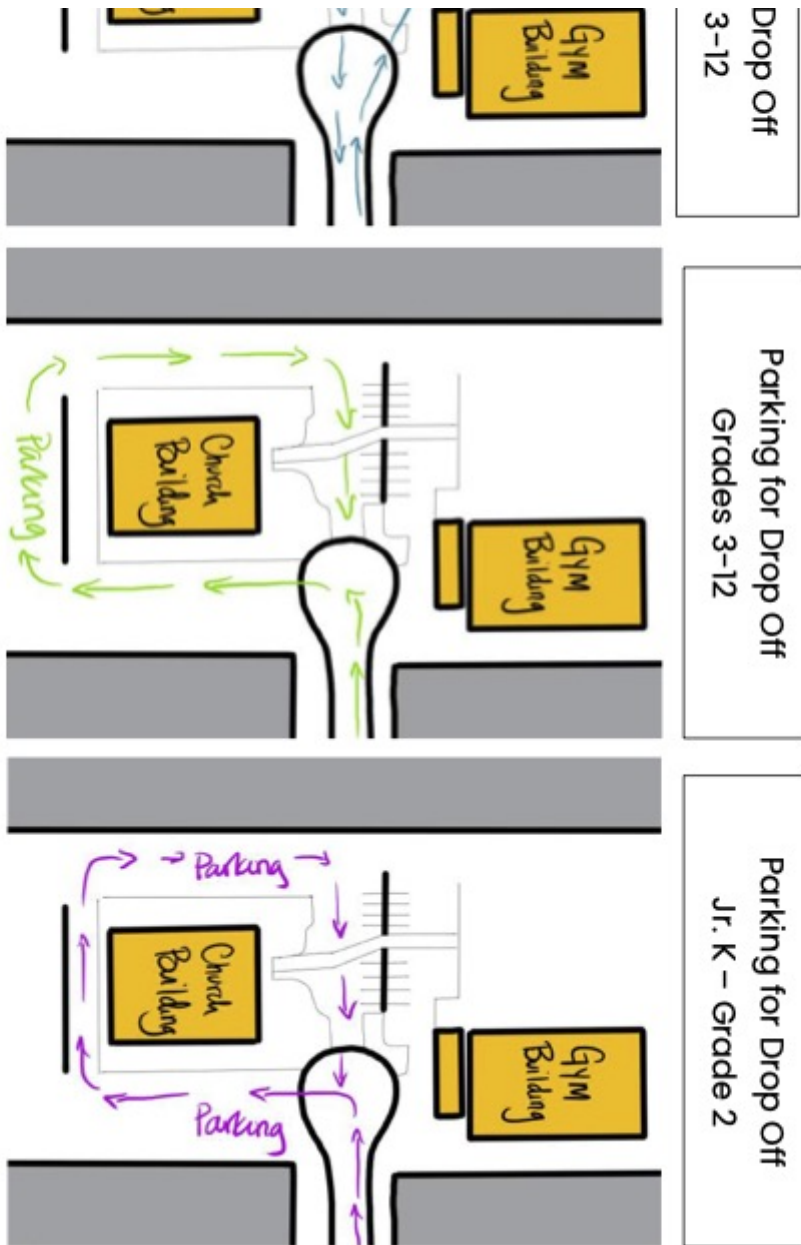 Drop Off
3-12
Gym
Building
Parking for Drop Off
Grades 3-12
Gym
Building
Church
Building
Parking
Parking for Drop Off
Jr. K – Grade 2
Gym
Building
Church
Building
Parking
Parking